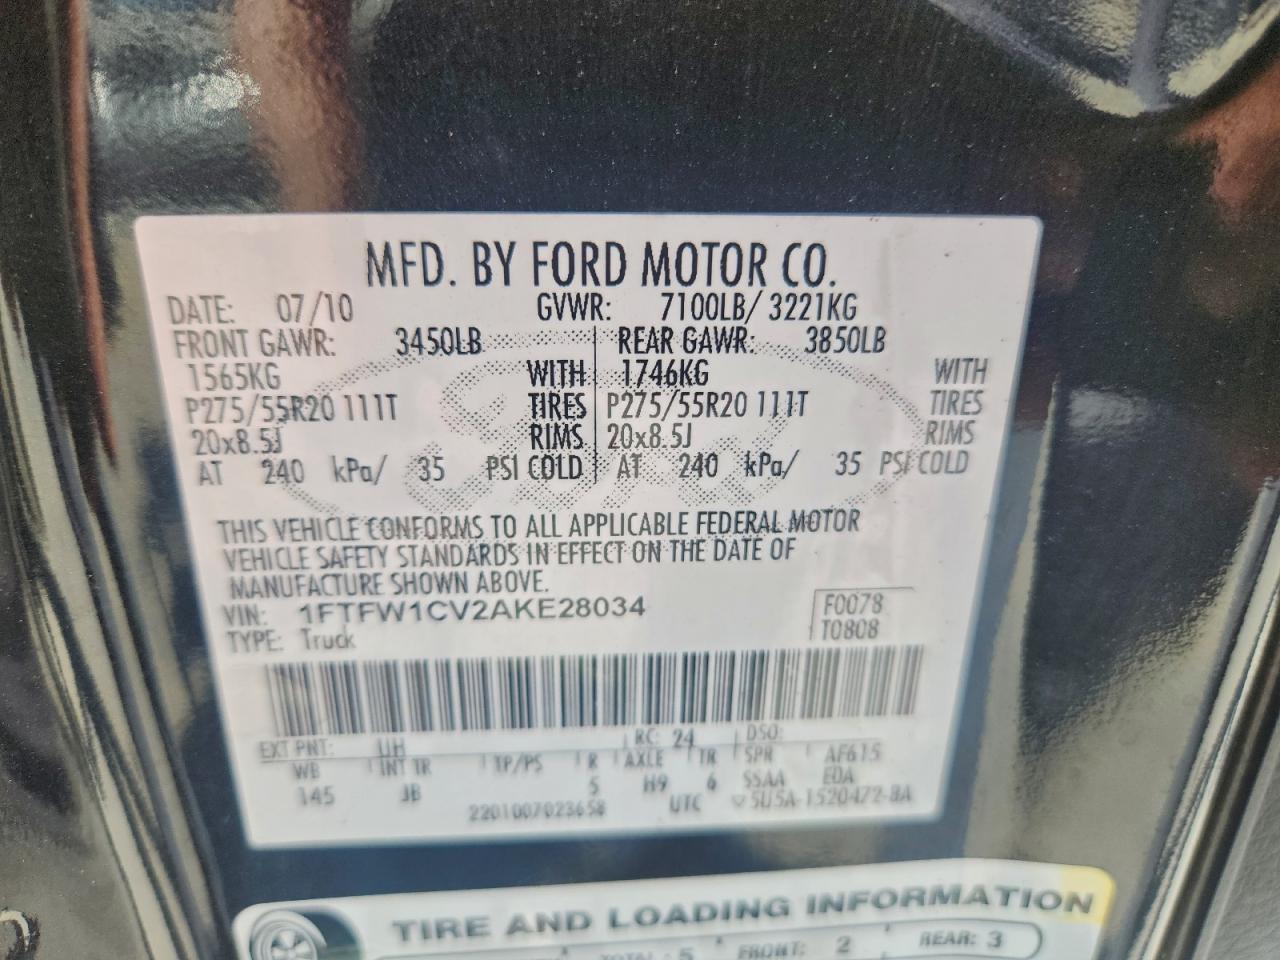 MFD. BY FORD MOTOR CO.
DATE: 07/10 GVWR: 7100LB/ 3221KG
FRONT GAWR: 3450LB REAR GAWR: 3850LB
1565KG WITH 1746KG WITH
P275/55R20 111T TIRES P275/55R20 111T TIRES
20x8.5J RIMS 20x8.5J RIMS
AT 240 kPa/ 35 PSI COLD AT 240 kPa/ 35 PSI COLD
THIS VEHICLE CONFORMS TO ALL APPLICABLE FEDERAL MOTOR
VEHICLE SAFETY STANDARDS IN EFFECT ON THE DATE OF
MANUFACTURE SHOWN ABOVE.
VIN: 1FTFW1CV2AKE28034 F0078
TYPE: Truck T0808
EXT PNT: UH RC: 24 DSO:
WB INT TR TP/PS R AXLE TR SPR AF615
145 JB 5 H9 6 SSAA EDA
2201007023658 UTC ▽5U5A-1520472-BA
TIRE AND LOADING INFORMATION
TOTAL: 5 FRONT: 2 REAR: 3